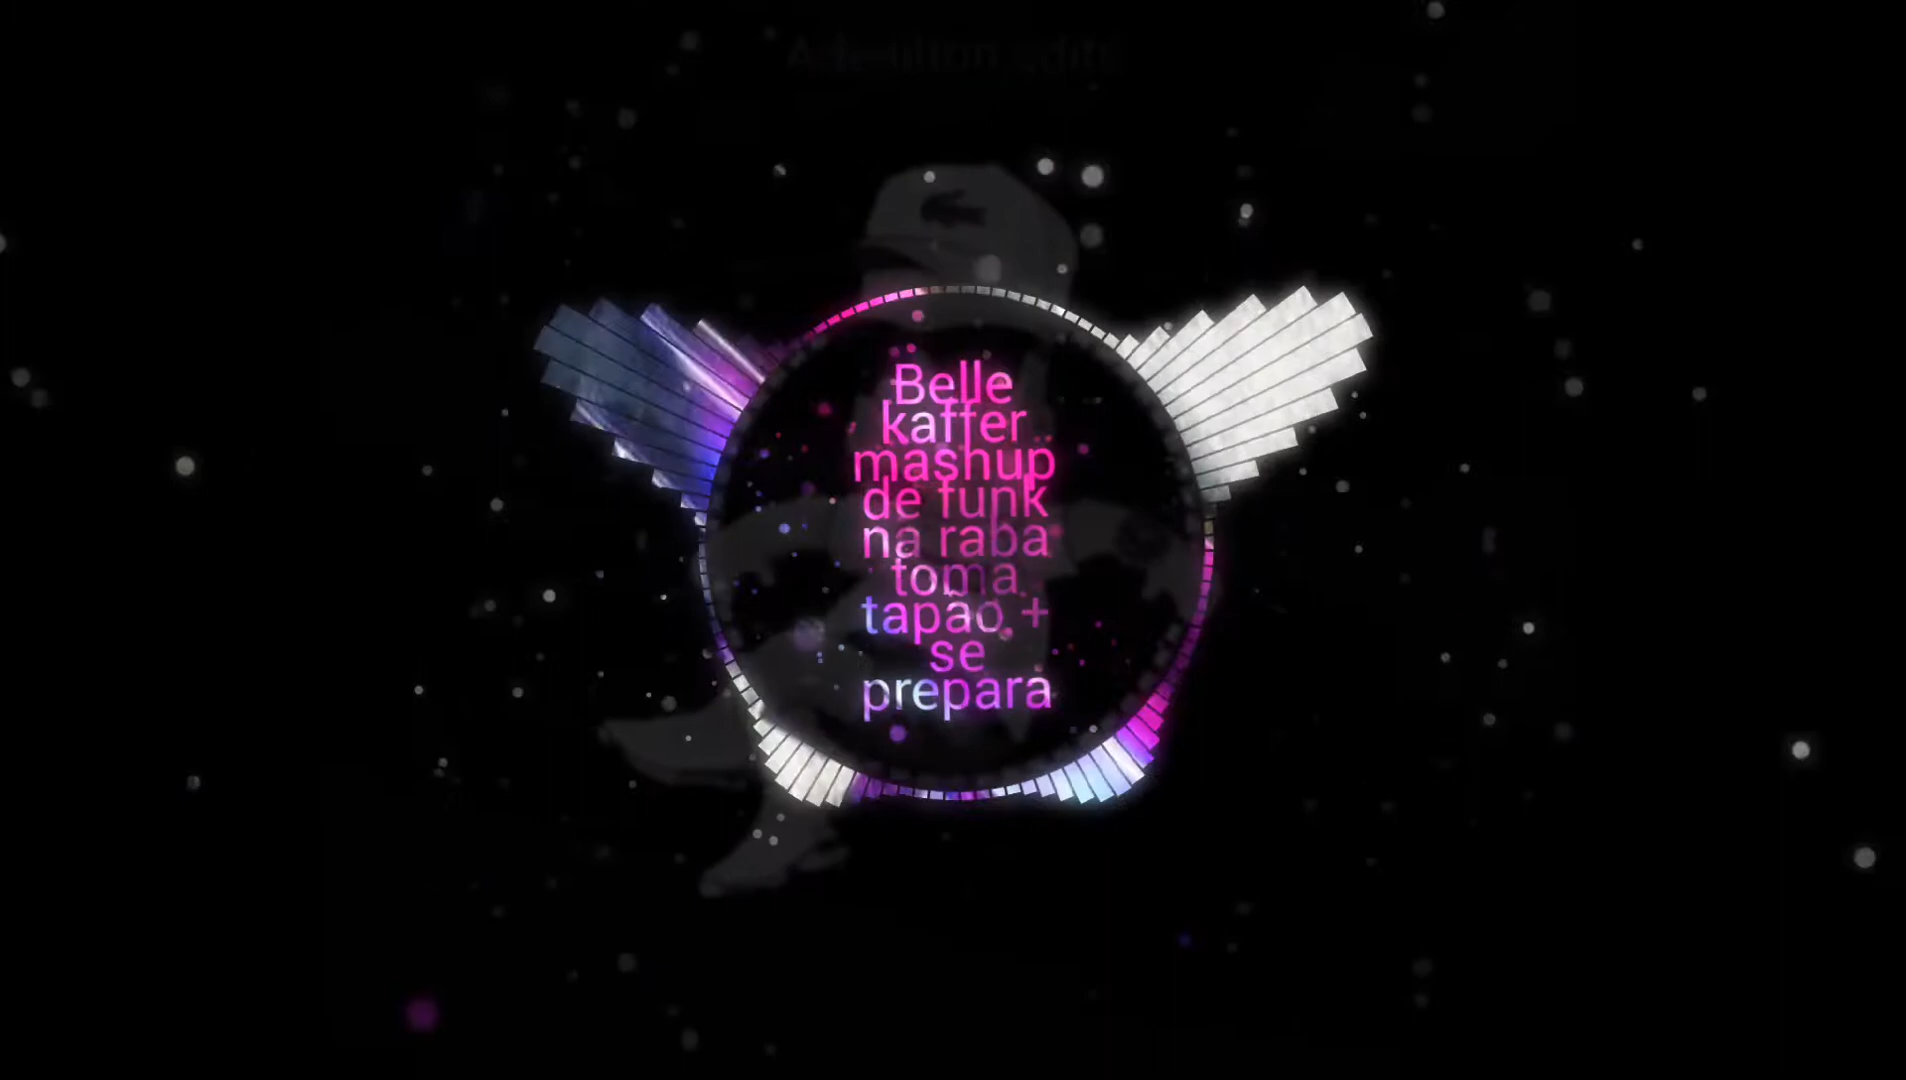 Belle
kaffer
mashup
de funk
na raba
toma
tapão +
se
prepara